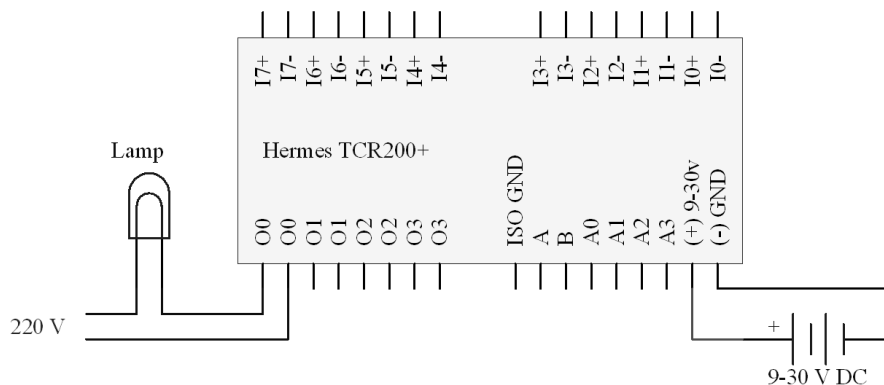 I7+ I7- I6+ I6- I5+ I5- I4+ I4- I3+ I3- I2+ I2- I1+ I1- I0+ I0-
Lamp
Hermes TCR200+
O0 O0 O1 O1 O2 O2 O3 O3 ISO GND A B A0 A1 A2 A3 (+) 9-30v (-) GND
220 V
+
9-30 V DC